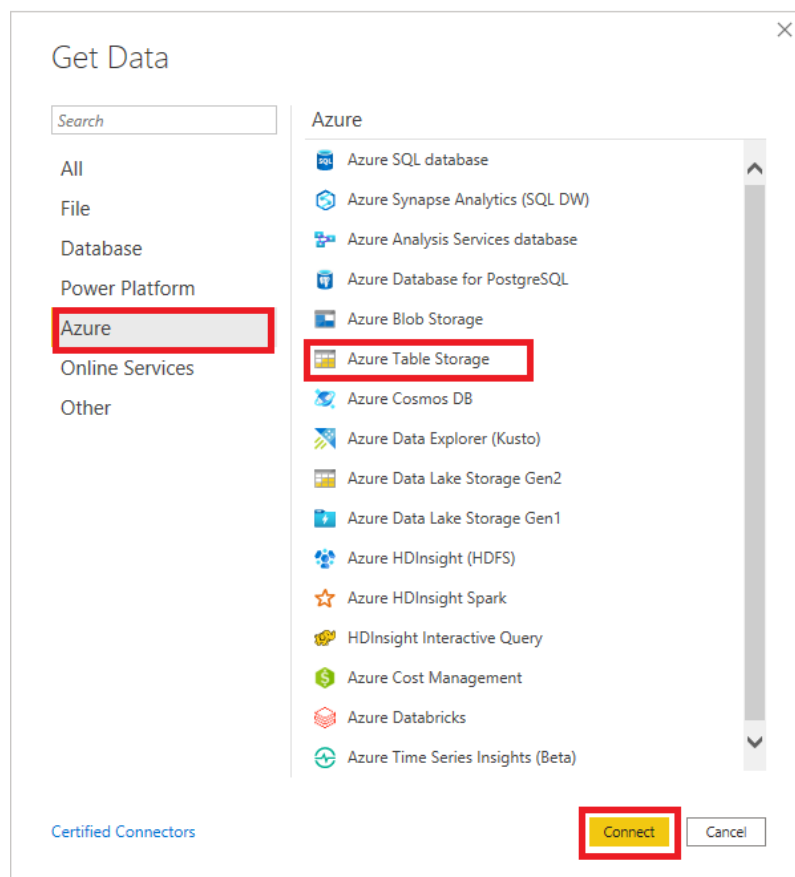 Get Data
Search
All
File
Database
Power Platform
Azure
Online Services
Other
Azure
Azure SQL database
Azure Synapse Analytics (SQL DW)
Azure Analysis Services database
Azure Database for PostgreSQL
Azure Blob Storage
Azure Table Storage
Azure Cosmos DB
Azure Data Explorer (Kusto)
Azure Data Lake Storage Gen2
Azure Data Lake Storage Gen1
Azure HDInsight (HDFS)
Azure HDInsight Spark
HDInsight Interactive Query
Azure Cost Management
Azure Databricks
Azure Time Series Insights (Beta)
Certified Connectors
Connect
Cancel